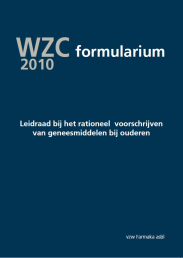 WZC formularium
2010
Leidraad bij het rationeel voorschrijven
van geneesmiddelen bij ouderen
vzw Farmaka asbl